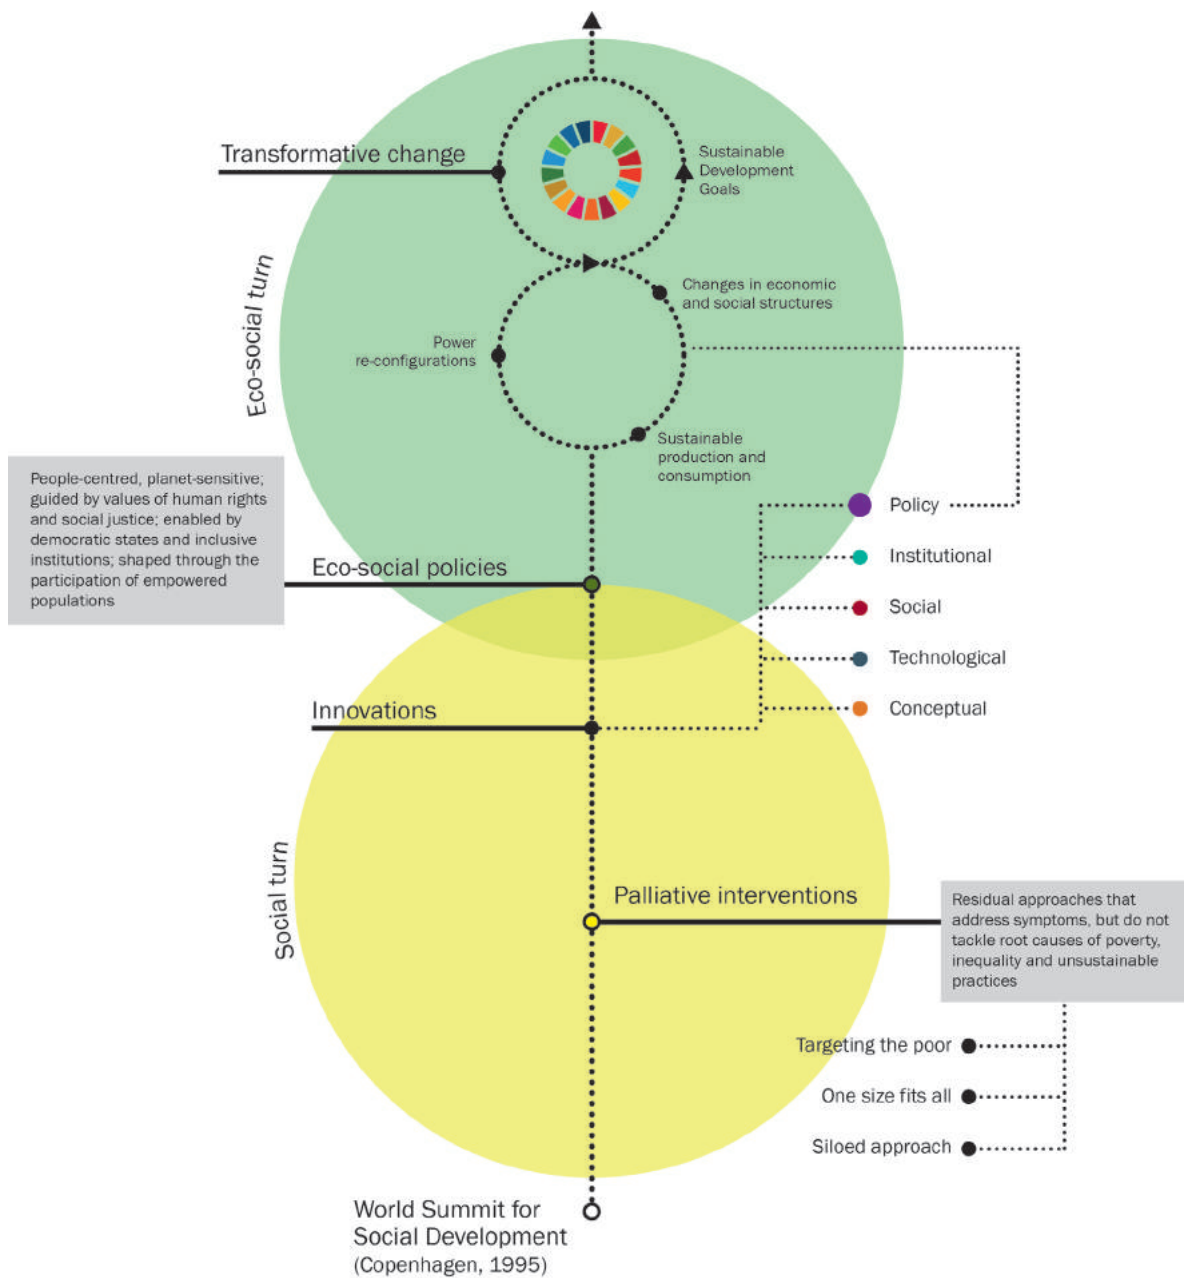 Transformative change
Sustainable
Development
Goals
Eco-social turn
Changes in economic
and social structures
Power
re-configurations
Sustainable
production and
consumption
People-centred, planet-sensitive;
guided by values of human rights
and social justice; enabled by
democratic states and inclusive
institutions; shaped through the
participation of empowered
populations
Eco-social policies
Policy
Institutional
Social
Technological
Conceptual
Innovations
Social turn
Palliative interventions
Residual approaches that
address symptoms, but do not
tackle root causes of poverty,
inequality and unsustainable
practices
Targeting the poor
One size fits all
Siloed approach
World Summit for
Social Development
(Copenhagen, 1995)